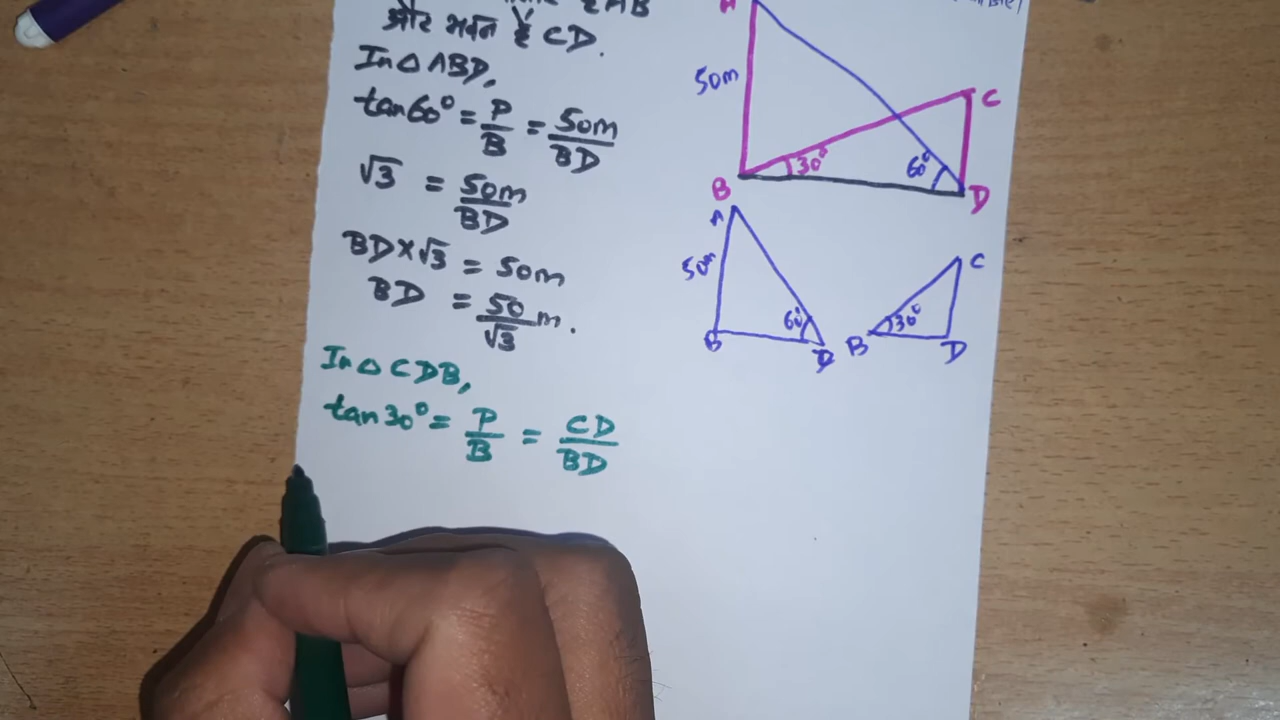 AB
और भवन है CD.
In△ ABD,
tan60° = P/B = 50m/BD
√3 = 50m/BD
BD×√3 = 50m
BD = 50/√3 m.
In △ CDB,
tan30° = P/B = CD/BD
A
50m
C
30°
60°
B
D
A
50m
60°
B
D
C
30°
B
D